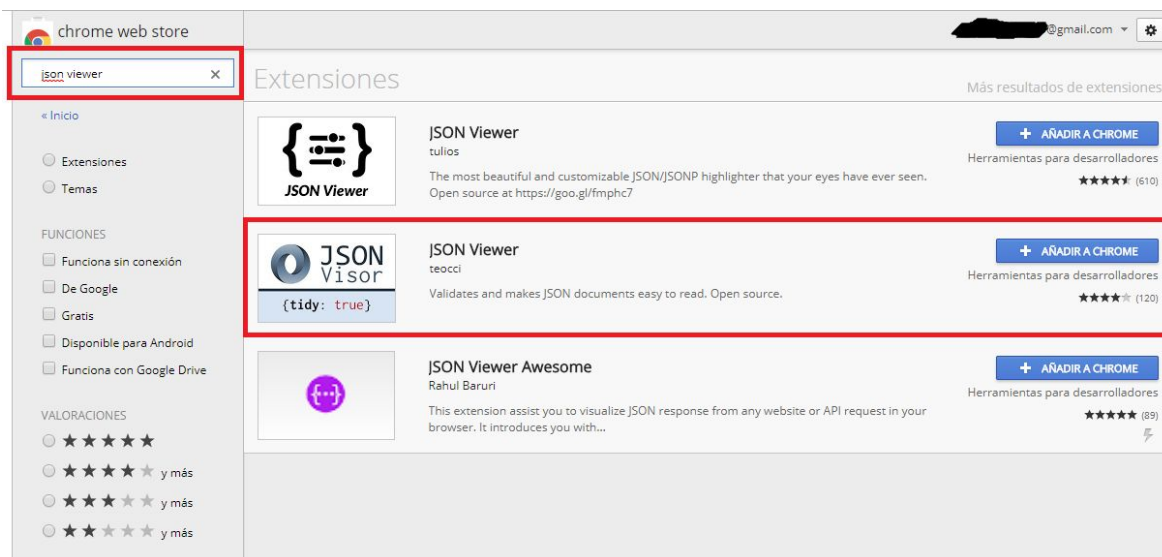 chrome web store
@gmail.com
json viewer
Extensiones
Más resultados de extensiones
« Inicio
Extensiones
Temas
FUNCIONES
Funciona sin conexión
De Google
Gratis
Disponible para Android
Funciona con Google Drive
VALORACIONES
y más
y más
y más
{JSON Viewer}
JSON Viewer
tulios
The most beautiful and customizable JSON/JSONP highlighter that your eyes have ever seen.
Open source at https://goo.gl/fmphc7
+ AÑADIR A CHROME
Herramientas para desarrolladores
(610)
JSON
Visor
{tidy: true}
JSON Viewer
teocci
Validates and makes JSON documents easy to read. Open source.
+ AÑADIR A CHROME
Herramientas para desarrolladores
(120)
{···}
JSON Viewer Awesome
Rahul Baruri
This extension assist you to visualize JSON response from any website or API request in your
browser. It introduces you with...
+ AÑADIR A CHROME
Herramientas para desarrolladores
(89)